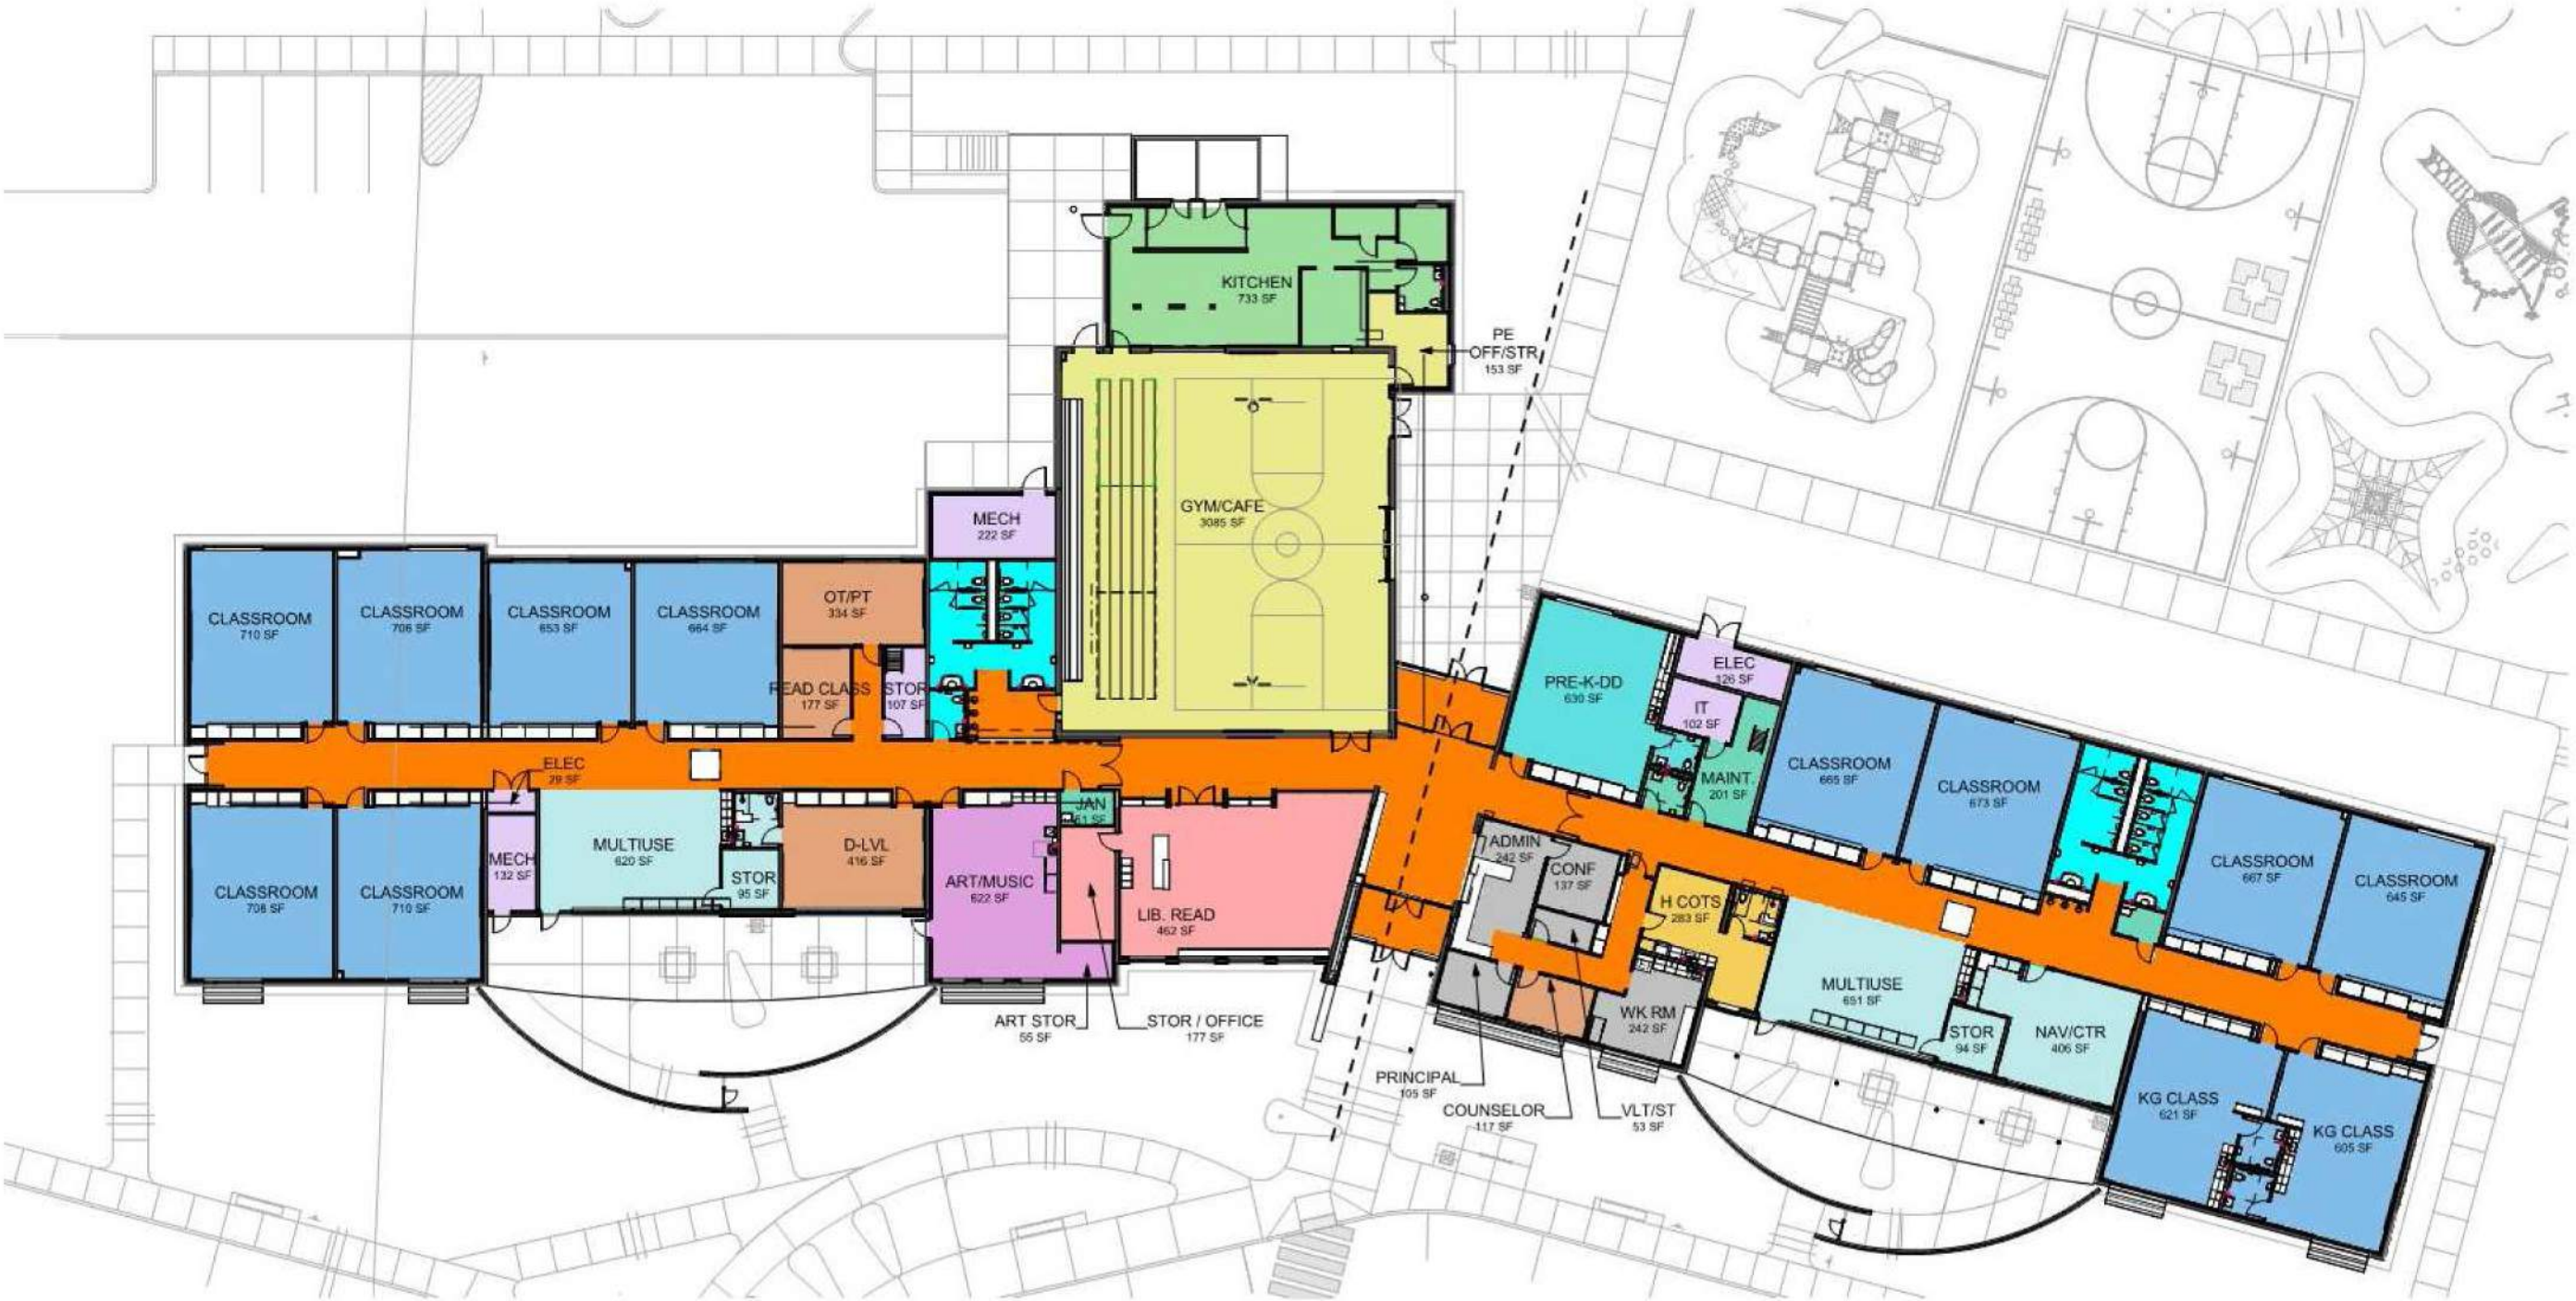 KITCHEN
733 SF
PE
OFF/STR
153 SF
GYM/CAFE
3085 SF
MECH
222 SF
CLASSROOM
710 SF
CLASSROOM
706 SF
CLASSROOM
653 SF
CLASSROOM
664 SF
OT/PT
334 SF
READ CLASS
177 SF
STOR
107 SF
ELEC
29 SF
CLASSROOM
708 SF
CLASSROOM
710 SF
MECH
132 SF
MULTIUSE
620 SF
STOR
95 SF
D-LVL
416 SF
ART/MUSIC
622 SF
JAN
61 SF
LIB. READ
462 SF
ART STOR
55 SF
STOR / OFFICE
177 SF
PRE-K-DD
630 SF
ELEC
126 SF
IT
102 SF
MAINT.
201 SF
CLASSROOM
665 SF
CLASSROOM
673 SF
CLASSROOM
667 SF
CLASSROOM
645 SF
ADMIN
242 SF
CONF
137 SF
H COTS
283 SF
WK RM
242 SF
MULTIUSE
651 SF
STOR
94 SF
NAV/CTR
406 SF
PRINCIPAL
105 SF
COUNSELOR
117 SF
VLT/ST
53 SF
KG CLASS
621 SF
KG CLASS
605 SF